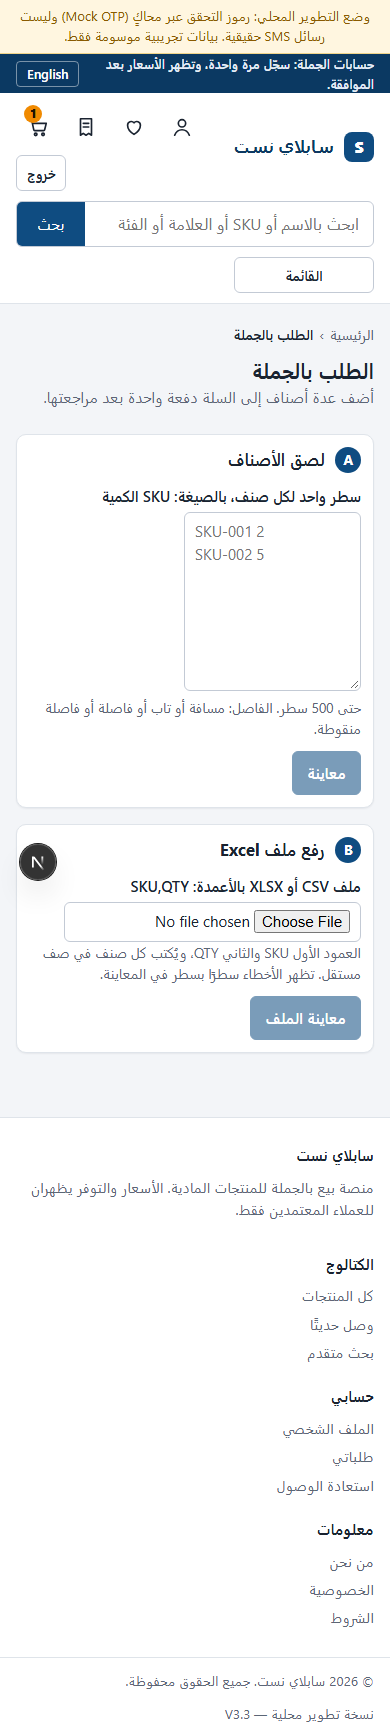 وضع التطوير المحلي: رموز التحقق عبر محاكٍ (Mock OTP) وليست
رسائل SMS حقيقية. بيانات تجريبية موسومة فقط.
حسابات الجملة: سجّل مرة واحدة، وتظهر الأسعار بعد
الموافقة.
English
1
سابلاي نست
S
خروج
ابحث بالاسم أو SKU أو العلامة أو الفئة
بحث
القائمة
الرئيسية › الطلب بالجملة
الطلب بالجملة
أضف عدة أصناف إلى السلة دفعة واحدة بعد مراجعتها.
A لصق الأصناف
سطر واحد لكل صنف، بالصيغة: SKU الكمية
SKU-001 2
SKU-002 5
حتى 500 سطر. الفاصل: مسافة أو تاب أو فاصلة أو فاصلة
منقوطة.
معاينة
B رفع ملف Excel
N
ملف CSV أو XLSX بالأعمدة: SKU,QTY
Choose File No file chosen
العمود الأول SKU والثاني QTY، ويُكتب كل صنف في صف
مستقل. تظهر الأخطاء سطرًا بسطر في المعاينة.
معاينة الملف
سابلاي نست
منصة بيع بالجملة للمنتجات المادية. الأسعار والتوفر يظهران
للعملاء المعتمدين فقط.
الكتالوج
كل المنتجات
وصل حديثًا
بحث متقدم
حسابي
الملف الشخصي
طلباتي
استعادة الوصول
معلومات
من نحن
الخصوصية
الشروط
© 2026 سابلاي نست. جميع الحقوق محفوظة.
نسخة تطوير محلية — V3.3